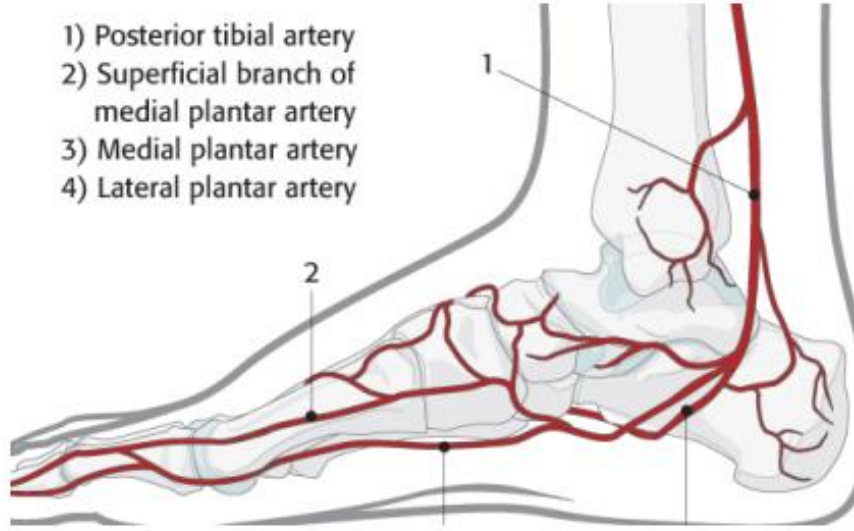 1) Posterior tibial artery
2) Superficial branch of
medial plantar artery
3) Medial plantar artery
4) Lateral plantar artery
1
2